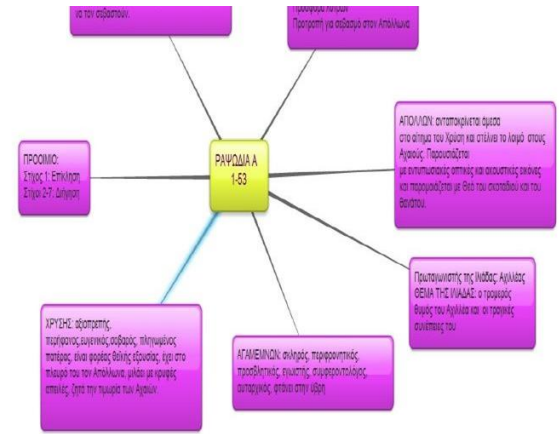 να τον σεβαστούν.
Προσφορά λύτρων
Προτροπή για σεβασμό στον Απόλλωνα
ΠΡΟΟΙΜΙΟ:
Στίχος 1: Επίκληση,
Στίχοι 2-7: Διήγηση
ΡΑΨΩΔΙΑ Α
1-53
ΑΠΟΛΛΩΝ: ανταποκρίνεται άμεσα
στο αίτημα του Χρύση και στέλνει το λοιμό στους
Αχαιούς. Παρουσιάζεται
με εντυπωσιακές οπτικές και ακουστικές εικόνες
και παρομοιάζεται με Θεό του σκοταδιού και του
θανάτου.
Πρωταγωνιστής της Ιλιάδας: Αχιλλέας
ΘΕΜΑ ΤΗΣ ΙΛΙΑΔΑΣ: ο τρομερός
θυμός του Αχιλλέα και οι τραγικές
συνέπειες του
ΧΡΥΣΗΣ: αξιοπρεπής,
περήφανος,ευγενικός,σοβαρός, πληγωμένος
πατέρας, είναι φορέας θεϊκής εξουσίας, έχει στο
πλευρό του τον Απόλλωνα, μιλάει με κρυφές
απειλές, ζητά την τιμωρία των Αχαιών.
ΑΓΑΜΕΜΝΩΝ: σκληρός, περιφρονητικός,
προσβλητικός, εγωιστής, συμφεροντολόγος,
αυταρχικός, φτάνει στην ύβρη